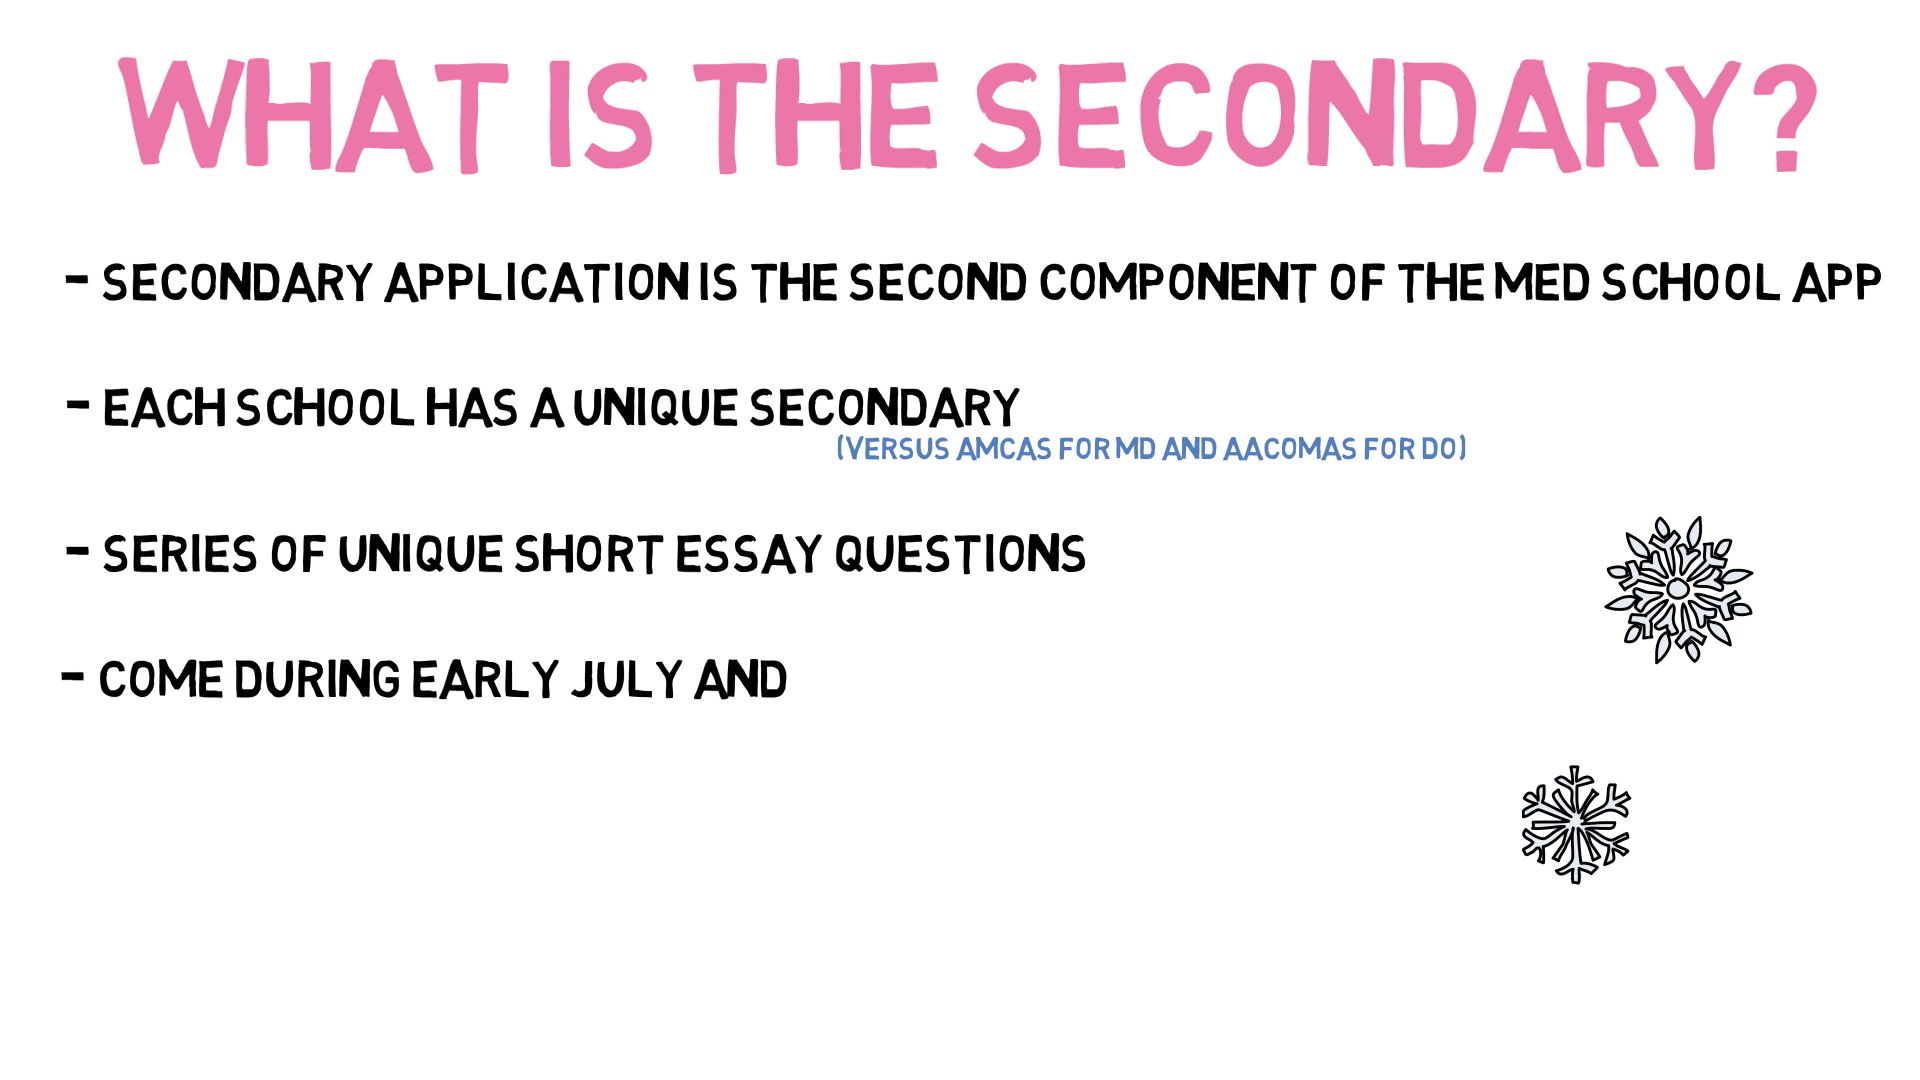 WHAT IS THE SECONDARY?
- SECONDARY APPLICATION IS THE SECOND COMPONENT OF THE MED SCHOOL APP
- EACH SCHOOL HAS A UNIQUE SECONDARY
(VERSUS AMCAS FOR MD AND AACOMAS FOR DO)
- SERIES OF UNIQUE SHORT ESSAY QUESTIONS
- COME DURING EARLY JULY AND